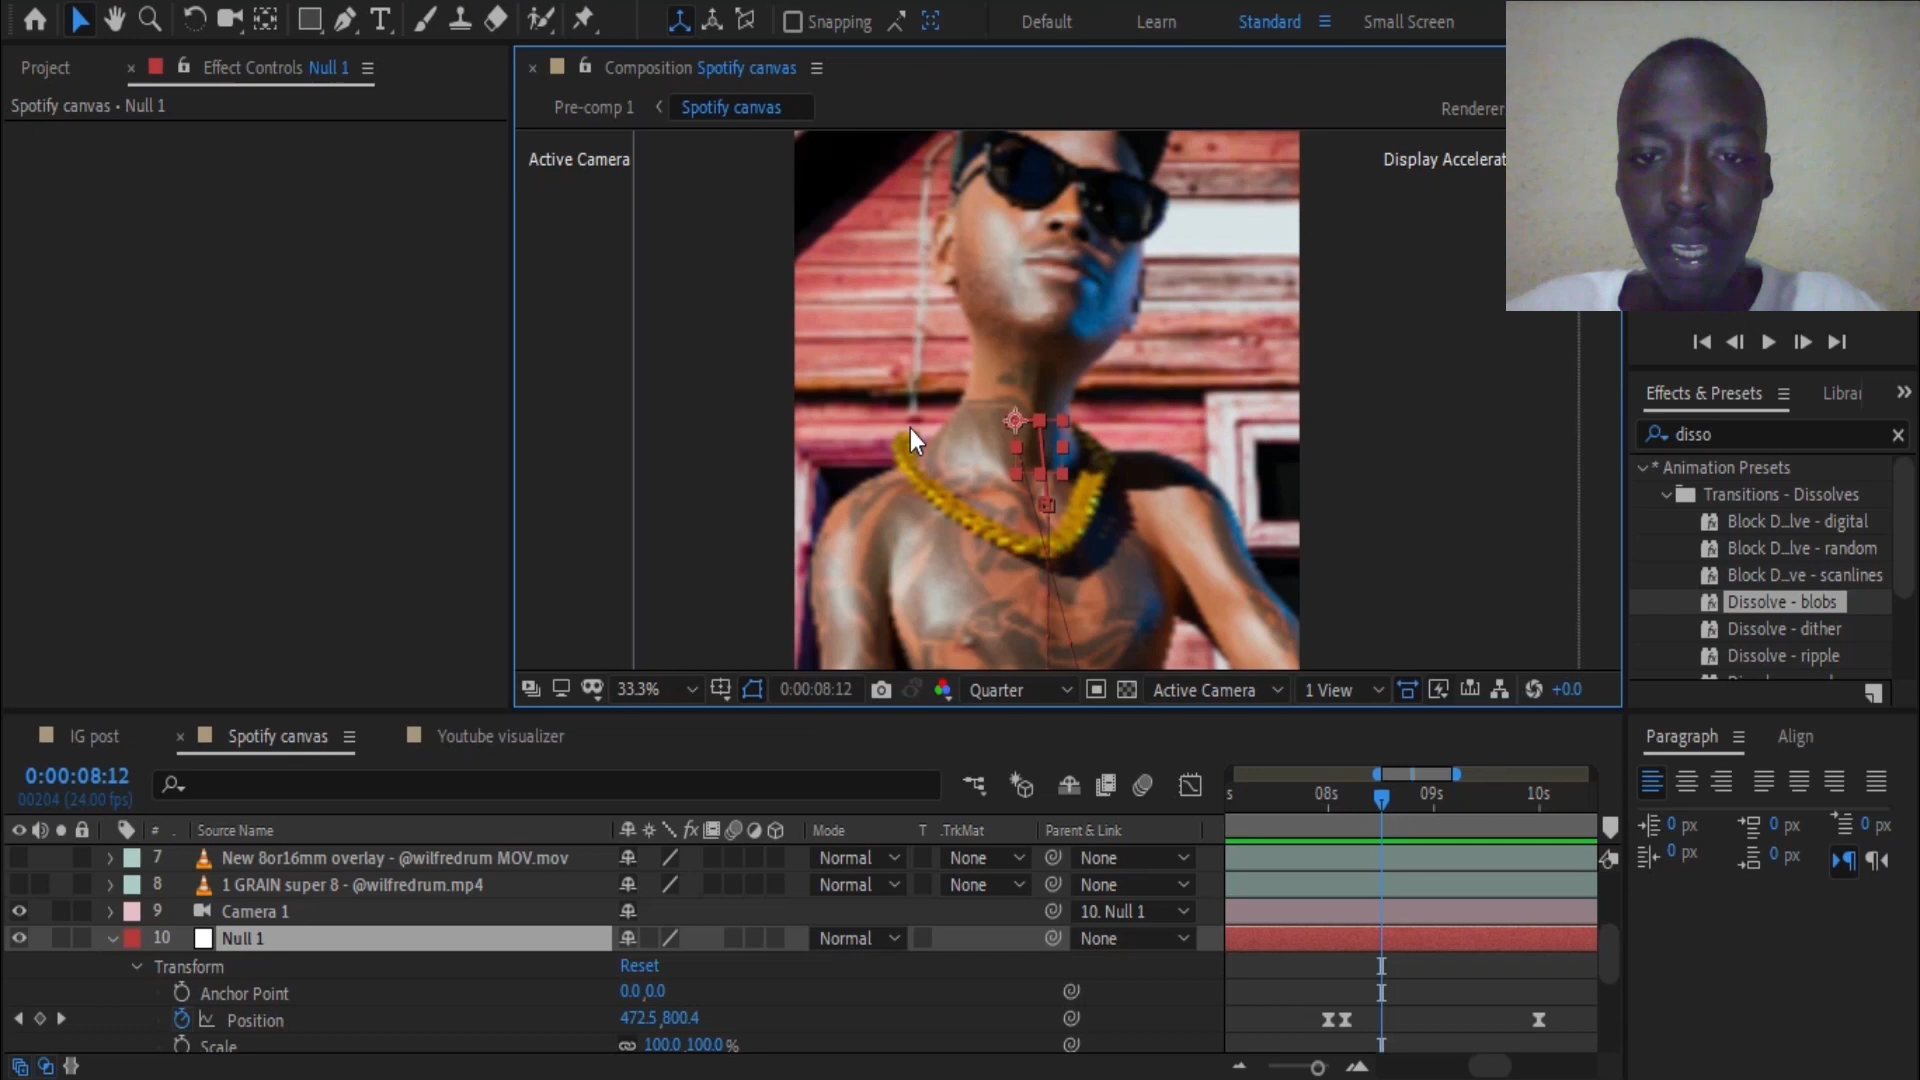 Snapping
Default
Learn
Standard
Small Screen
Project
Effect Controls Null 1
Composition Spotify canvas
Spotify canvas • Null 1
Pre-comp 1
Spotify canvas
Renderer
Active Camera
Display Accelerat
Effects & Presets
disso
* Animation Presets
Transitions - Dissolves
Block D...lve - digital
Block D...lve - random
Block D...ve - scanlines
Dissolve - blobs
Dissolve - dither
Dissolve - ripple
33.3%
0:00:08:12
Quarter
Active Camera
1 View
+0.0
IG post
Spotify canvas
Youtube visualizer
Paragraph
Align
0:00:08:12
00204 (24.00 fps)
08s
09s
10s
0 px
0 px
0 px
0 px
0 px
#
Source Name
Mode
T
.TrkMat
Parent & Link
7
New 8or16mm overlay - @wilfredrum MOV.mov
Normal
None
None
8
1 GRAIN super 8 - @wilfredrum.mp4
Normal
None
None
9
Camera 1
10. Null 1
10
Null 1
Normal
None
Transform
Reset
Anchor Point
0.0,0.0
Position
472.5,800.4
Scale
100.0,100.0 %